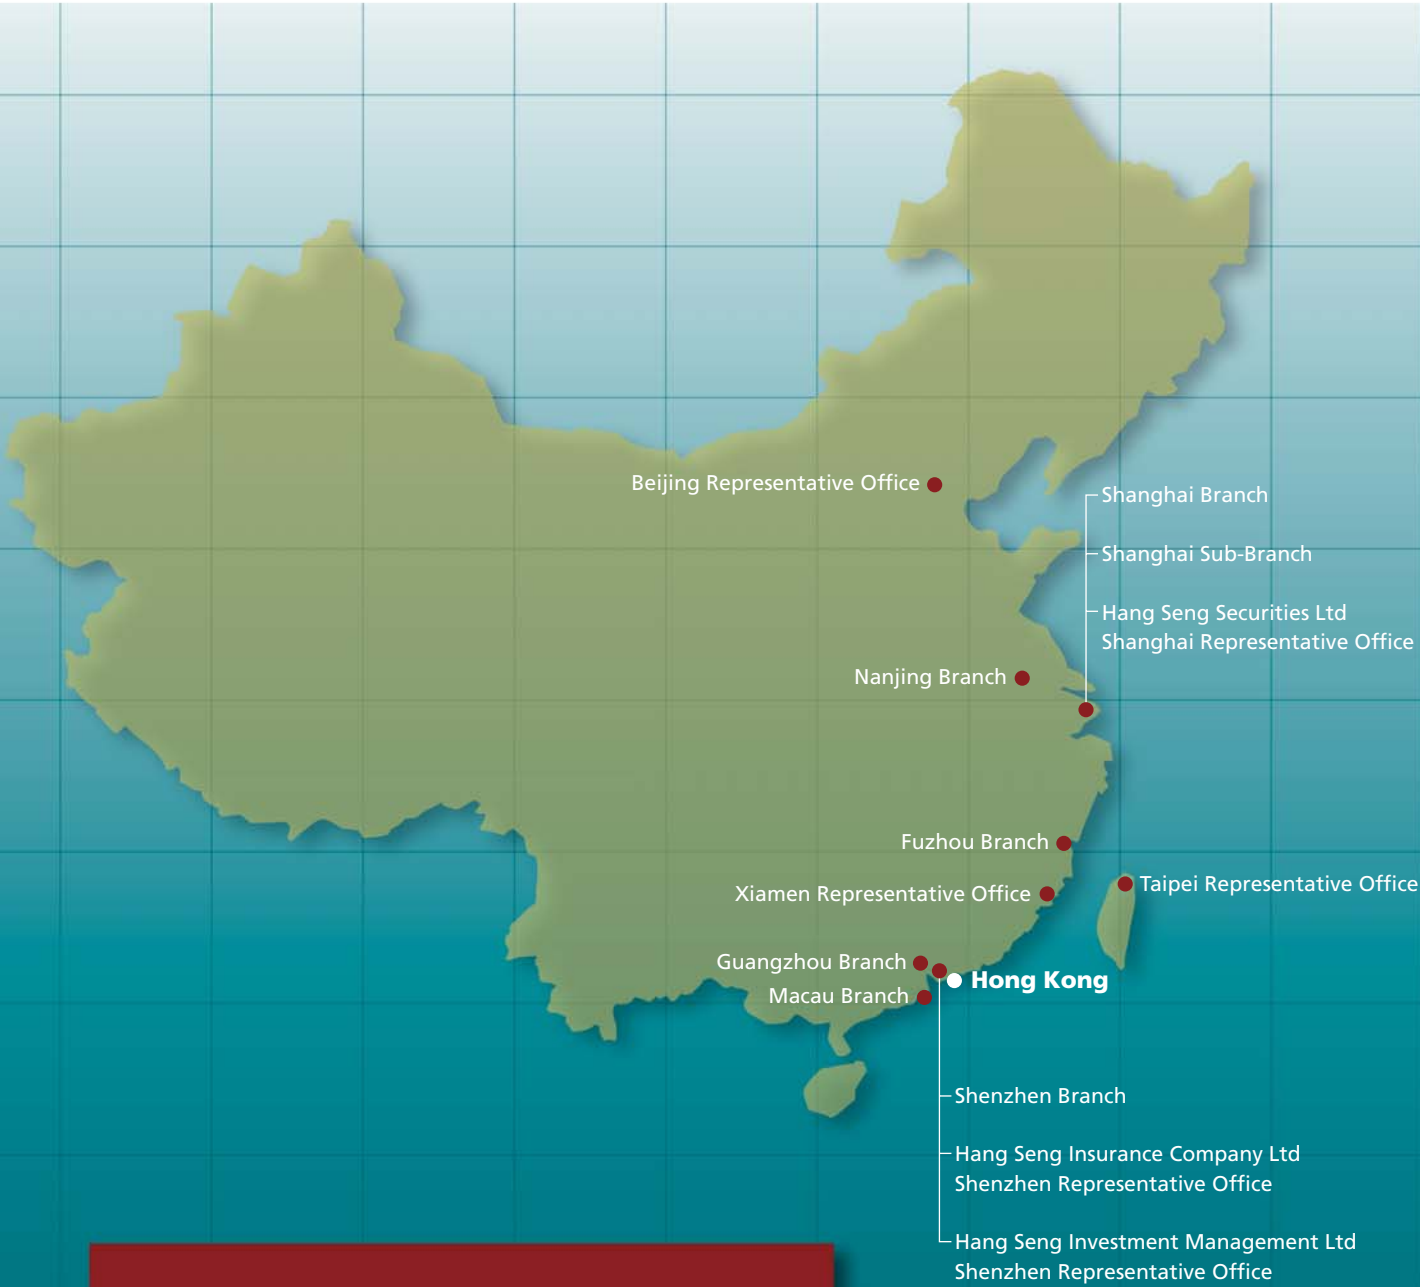 Beijing Representative Office
Shanghai Branch
Shanghai Sub-Branch
Hang Seng Securities Ltd
Shanghai Representative Office
Nanjing Branch
Fuzhou Branch
Taipei Representative Office
Xiamen Representative Office
Guangzhou Branch
Hong Kong
Macau Branch
Shenzhen Branch
Hang Seng Insurance Company Ltd
Shenzhen Representative Office
Hang Seng Investment Management Ltd
Shenzhen Representative Office